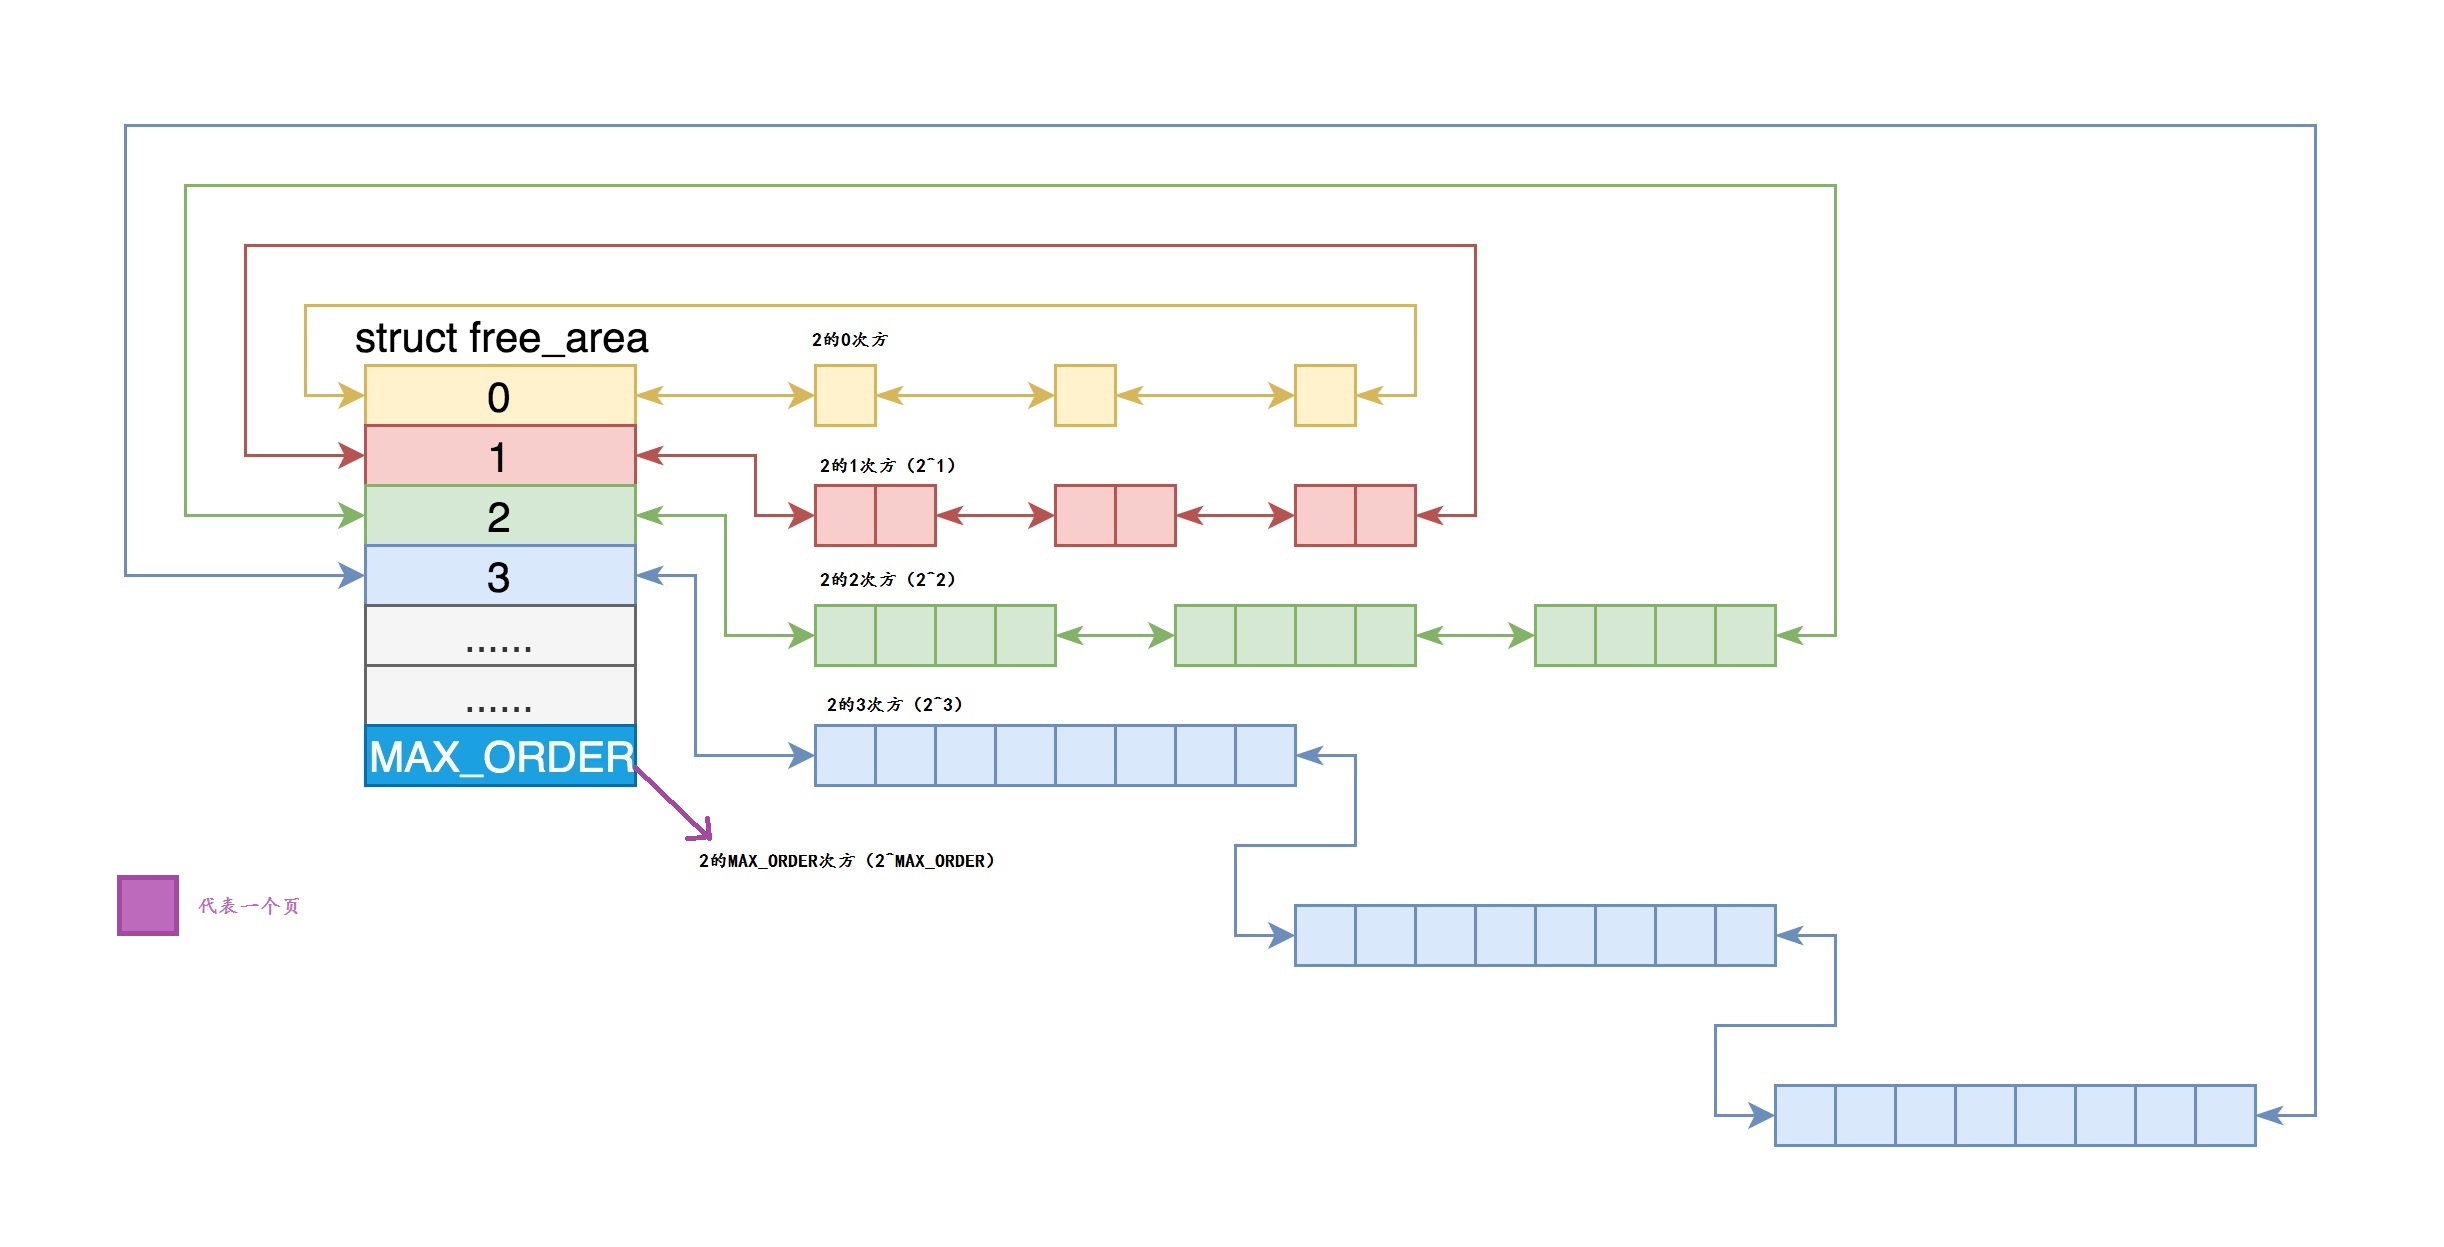 struct free_area
2的0次方
0
1
2的1次方（2^1）
2
3
2的2次方（2^2）
......
......
2的3次方（2^3）
MAX_ORDER
2的MAX_ORDER次方（2^MAX_ORDER）
代表一个页